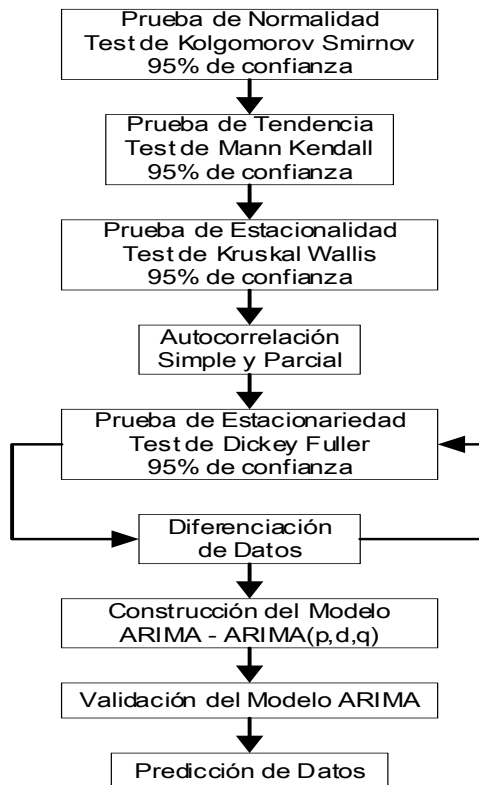 Prueba de Normalidad
Test de Kolgomorov Smirnov
95% de confianza
Prueba de Tendencia
Test de Mann Kendall
95% de confianza
Prueba de Estacionalidad
Test de Kruskal Wallis
95% de confianza
Autocorrelación
Simple y Parcial
Prueba de Estacionariedad
Test de Dickey Fuller
95% de confianza
Diferenciación
de Datos
Construcción del Modelo
ARIMA - ARIMA(p,d,q)
Validación del Modelo ARIMA
Predicción de Datos